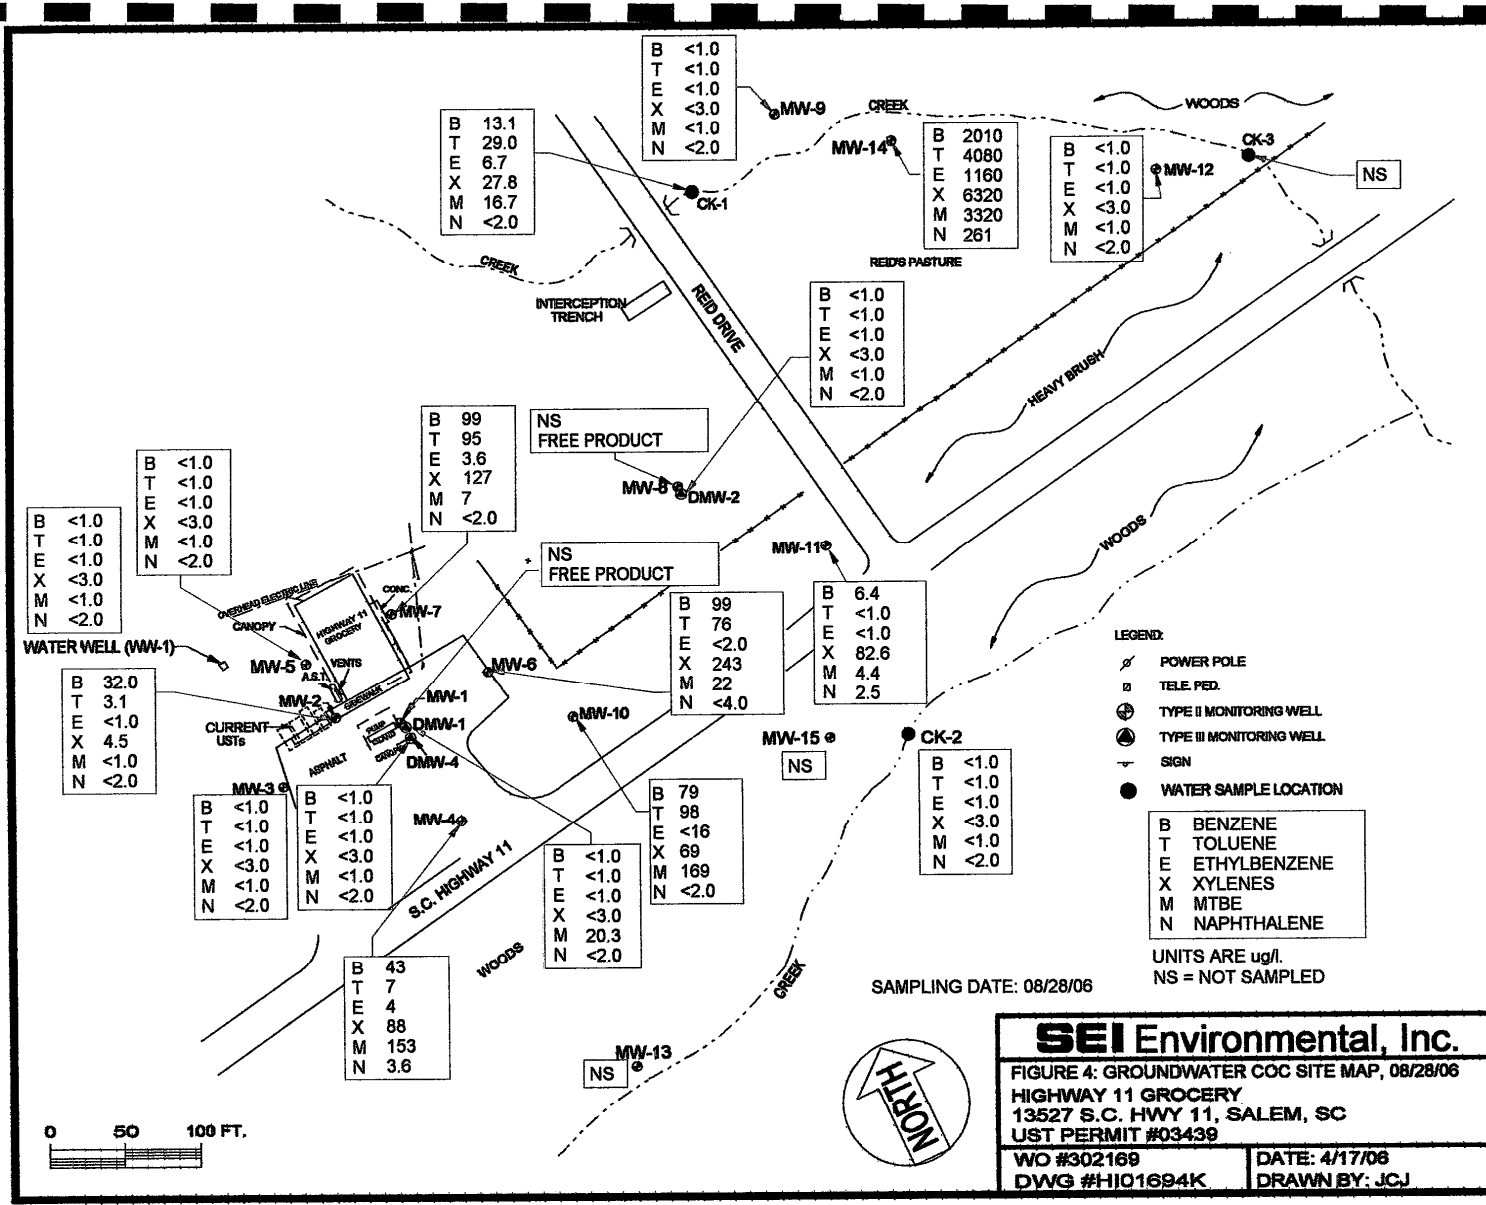 B <1.0
T <1.0
E <1.0
X <3.0
M <1.0
N <2.0
MW-9
CREEK
WOODS
B 13.1
T 29.0
E 6.7
X 27.8
M 16.7
N <2.0
CK-1
MW-14
B 2010
T 4080
E 1160
X 6320
M 3320
N 261
B <1.0
T <1.0
E <1.0
X <3.0
M <1.0
N <2.0
MW-12
CK-3
NS
CREEK
REID'S PASTURE
INTERCEPTION
TRENCH
REID DRIVE
B <1.0
T <1.0
E <1.0
X <3.0
M <1.0
N <2.0
HEAVY BRUSH
NS
FREE PRODUCT
MW-8
DMW-2
B 99
T 95
E 3.6
X 127
M 7
N <2.0
B <1.0
T <1.0
E <1.0
X <3.0
M <1.0
N <2.0
B <1.0
T <1.0
E <1.0
X <3.0
M <1.0
N <2.0
WOODS
NS
FREE PRODUCT
MW-11
B 6.4
T <1.0
E <1.0
X 82.6
M 4.4
N 2.5
B 99
T 76
E <2.0
X 243
M 22
N <4.0
OVERHEAD ELECTRIC LINE
CONC.
CANOPY
HIGHWAY 11
GROCERY
MW-7
WATER WELL (WW-1)
MW-5
VENTS
A.S.T.
MW-6
B 32.0
T 3.1
E <1.0
X 4.5
M <1.0
N <2.0
MW-2
SIDEWALK
MW-1
CURRENT
USTs
PUMP
ISLAND
CANOPY
DMW-1
DMW-4
ASPHALT
MW-10
MW-15
NS
CK-2
MW-3
B <1.0
T <1.0
E <1.0
X <3.0
M <1.0
N <2.0
B <1.0
T <1.0
E <1.0
X <3.0
M <1.0
N <2.0
MW-4
S.C. HIGHWAY 11
B <1.0
T <1.0
E <1.0
X <3.0
M 20.3
N <2.0
B 79
T 98
E <16
X 69
M 169
N <2.0
B <1.0
T <1.0
E <1.0
X <3.0
M <1.0
N <2.0
LEGEND:
POWER POLE
TELE. PED.
TYPE II MONITORING WELL
TYPE III MONITORING WELL
SIGN
WATER SAMPLE LOCATION
B BENZENE
T TOLUENE
E ETHYLBENZENE
X XYLENES
M MTBE
N NAPHTHALENE
UNITS ARE ug/l.
NS = NOT SAMPLED
WOODS
B 43
T 7
E 4
X 88
M 153
N 3.6
CREEK
SAMPLING DATE: 08/28/06
MW-13
NS
NORTH
0 50 100 FT.
SEI Environmental, Inc.
FIGURE 4: GROUNDWATER COC SITE MAP, 08/28/06
HIGHWAY 11 GROCERY
13527 S.C. HWY 11, SALEM, SC
UST PERMIT #03439
WO #302169
DWG #HI01694K
DATE: 4/17/06
DRAWN BY: JCJ